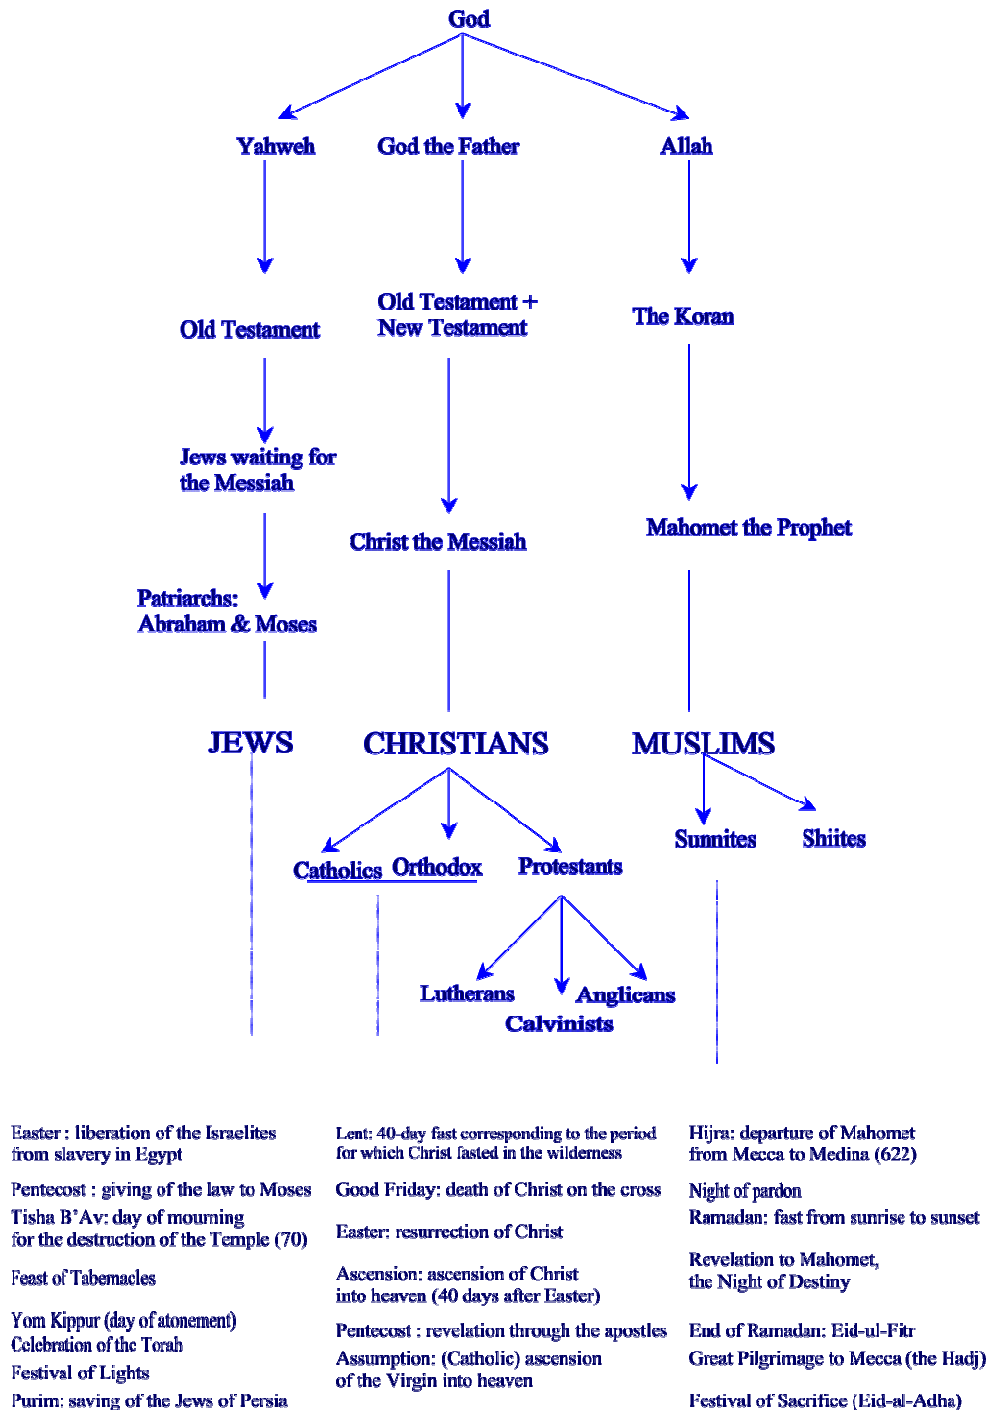 God
Yahweh
God the Father
Allah
Old Testament
Old Testament +
New Testament
The Koran
Jews waiting for
the Messiah
Christ the Messiah
Mahomet the Prophet
Patriarchs:
Abraham & Moses
JEWS
CHRISTIANS
MUSLIMS
Catholics
Orthodox
Protestants
Sunnites
Shiites
Lutherans
Calvinists
Anglicans
Easter : liberation of the Israelites
from slavery in Egypt
Pentecost : giving of the law to Moses
Tisha B'Av: day of mourning
for the destruction of the Temple (70)
Feast of Tabernacles
Yom Kippur (day of atonement)
Celebration of the Torah
Festival of Lights
Purim: saving of the Jews of Persia
Lent: 40-day fast corresponding to the period
for which Christ fasted in the wilderness
Good Friday: death of Christ on the cross
Easter: resurrection of Christ
Ascension: ascension of Christ
into heaven (40 days after Easter)
Pentecost : revelation through the apostles
Assumption: (Catholic) ascension
of the Virgin into heaven
Hijra: departure of Mahomet
from Mecca to Medina (622)
Night of pardon
Ramadan: fast from sunrise to sunset
Revelation to Mahomet,
the Night of Destiny
End of Ramadan: Eid-ul-Fitr
Great Pilgrimage to Mecca (the Hadj)
Festival of Sacrifice (Eid-al-Adha)